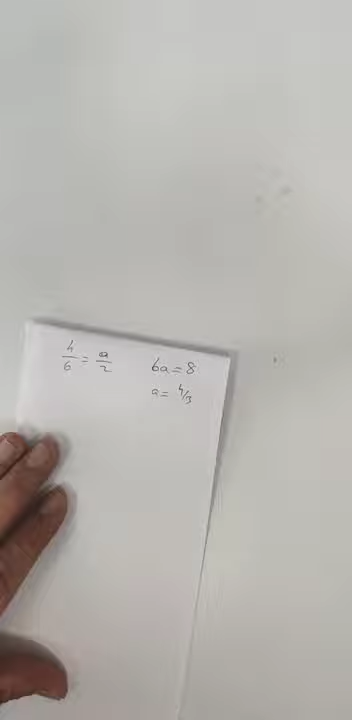 4/6 = a/2 6a = 8
a = 4/3